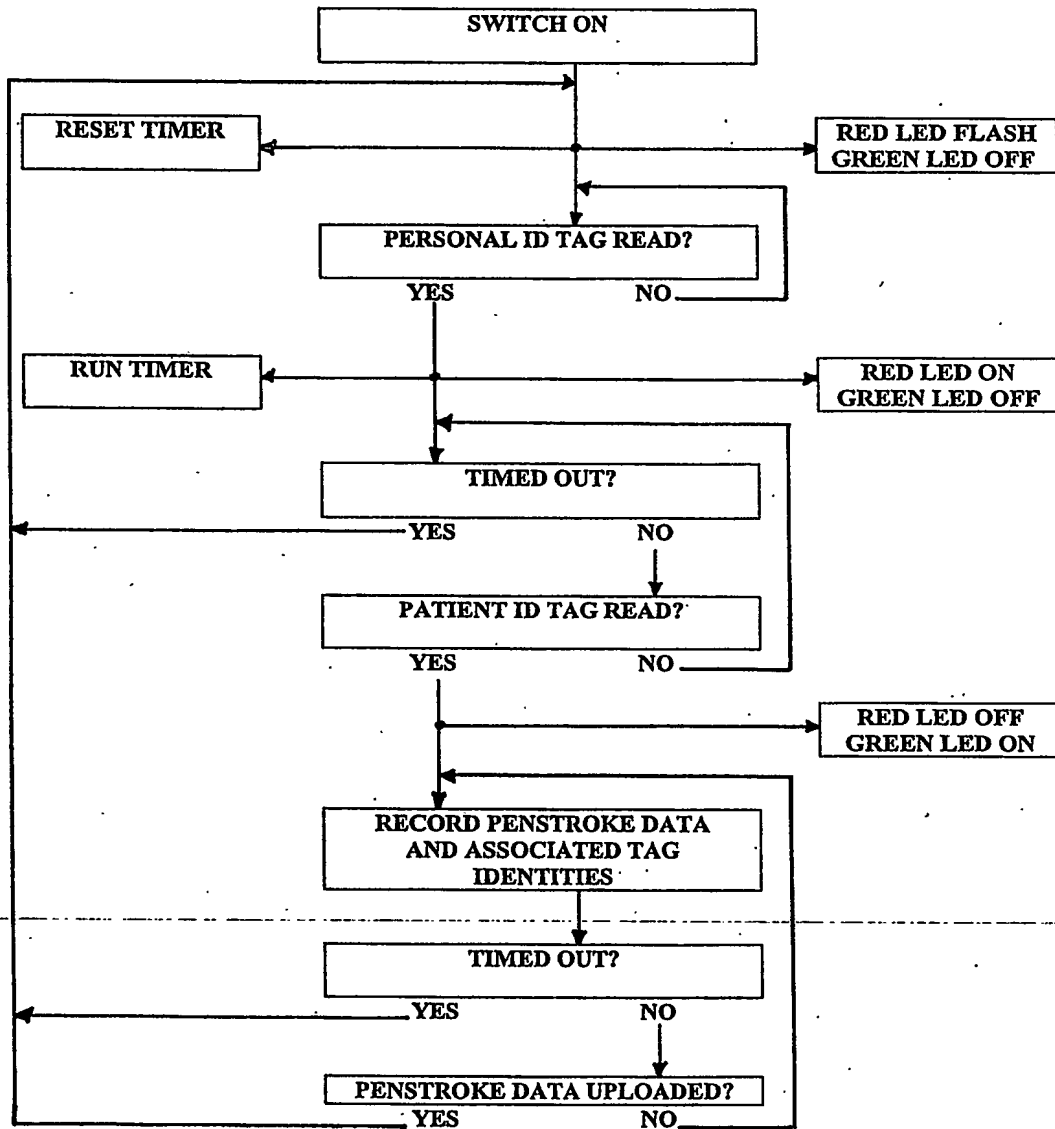 SWITCH ON
RESET TIMER
RED LED FLASH
GREEN LED OFF
PERSONAL ID TAG READ?
YES NO
RUN TIMER
RED LED ON
GREEN LED OFF
TIMED OUT?
YES NO
PATIENT ID TAG READ?
YES NO
RED LED OFF
GREEN LED ON
RECORD PENSTROKE DATA
AND ASSOCIATED TAG
IDENTITIES
TIMED OUT?
YES NO
PENSTROKE DATA UPLOADED?
YES NO